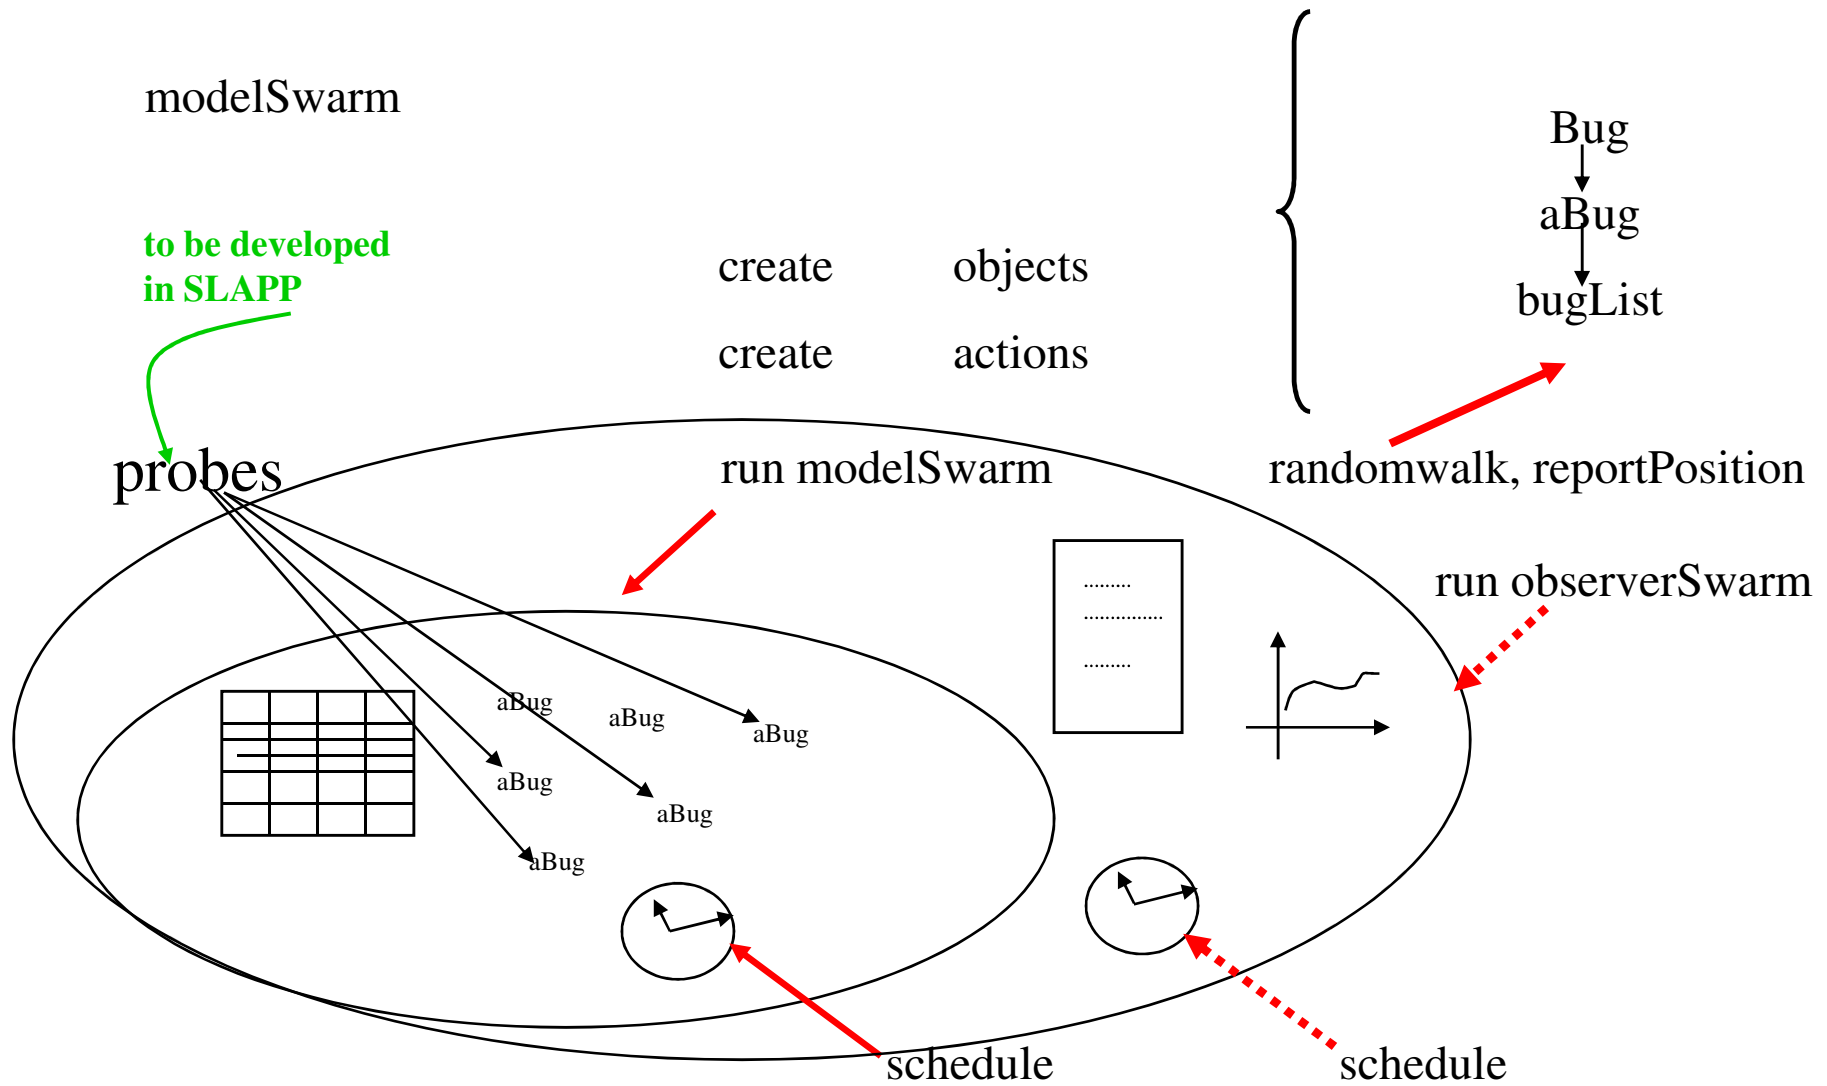 modelSwarm
Bug
aBug
bugList
to be developed
in SLAPP
create objects
create actions
probes
run modelSwarm
randomwalk, reportPosition
run observerSwarm
.........
...............
.........
aBug
aBug
aBug
aBug
aBug
aBug
schedule
schedule